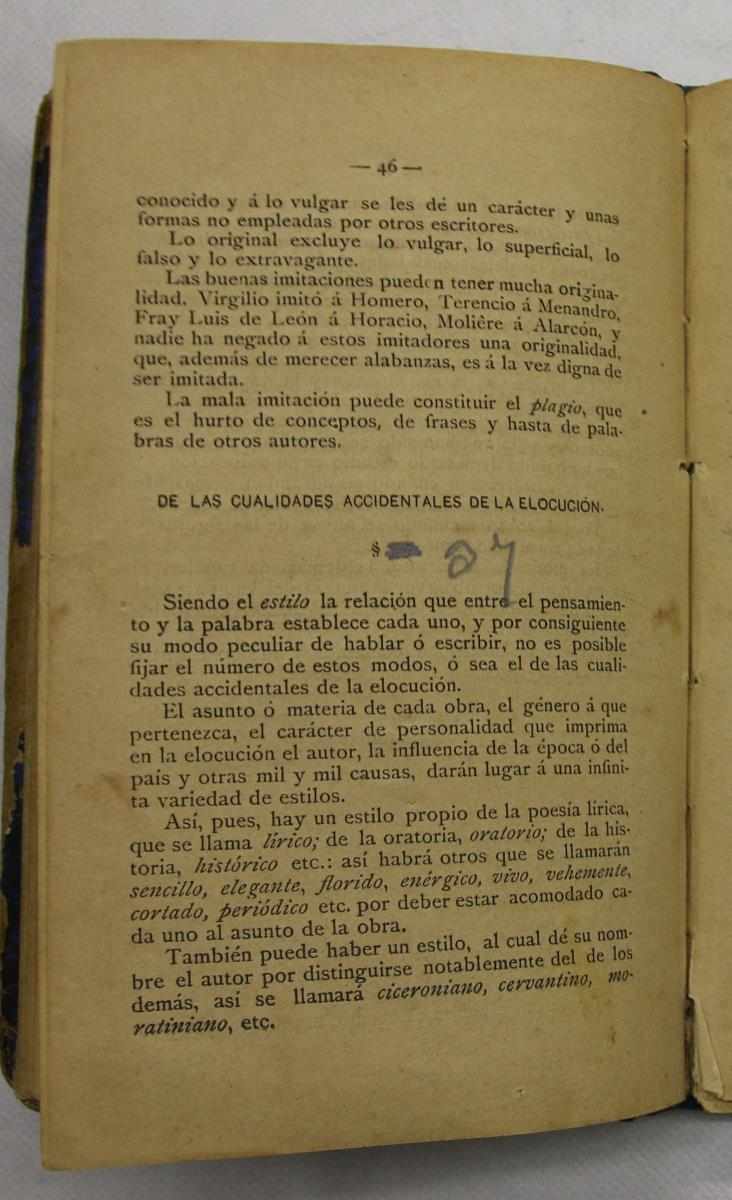 — 46 —
conocido y á lo vulgar se les dé un carácter y unas
formas no empleadas por otros escritores.
Lo original excluye lo vulgar, lo superficial, lo
falso y lo extravagante.
Las buenas imitaciones pueden tener mucha origina-
lidad. Virgilio imitó á Homero, Terencio á Menandro,
Fray Luis de León á Horacio, Molière á Alarcón, y
nadie ha negado á estos imitadores una originalidad,
que, además de merecer alabanzas, es á la vez digna de
ser imitada.
La mala imitación puede constituir el plagio, que
es el hurto de conceptos, de frases y hasta de pala-
bras de otros autores.
DE LAS CUALIDADES ACCIDENTALES DE LA ELOCUCIÓN.
§
Siendo el estilo la relación que entre el pensamien-
to y la palabra establece cada uno, y por consiguiente
su modo peculiar de hablar ó escribir, no es posible
fijar el número de estos modos, ó sea el de las cuali-
dades accidentales de la elocución.
El asunto ó materia de cada obra, el género á que
pertenezca, el carácter de personalidad que imprima
en la elocución el autor, la influencia de la época ó del
país y otras mil y mil causas, darán lugar á una infini-
ta variedad de estilos.
Así, pues, hay un estilo propio de la poesía lírica,
que se llama lírico; de la oratoria, oratorio; de la his-
toria, histórico etc.: así habrá otros que se llamarán
sencillo, elegante, florido, enérgico, vivo, vehemente,
cortado, periódico etc. por deber estar acomodado ca-
da uno al asunto de la obra.
También puede haber un estilo, al cual dé su nom-
bre el autor por distinguirse notablemente del de los
demás, así se llamará ciceroniano, cervantino, mo-
ratiniano, etc.